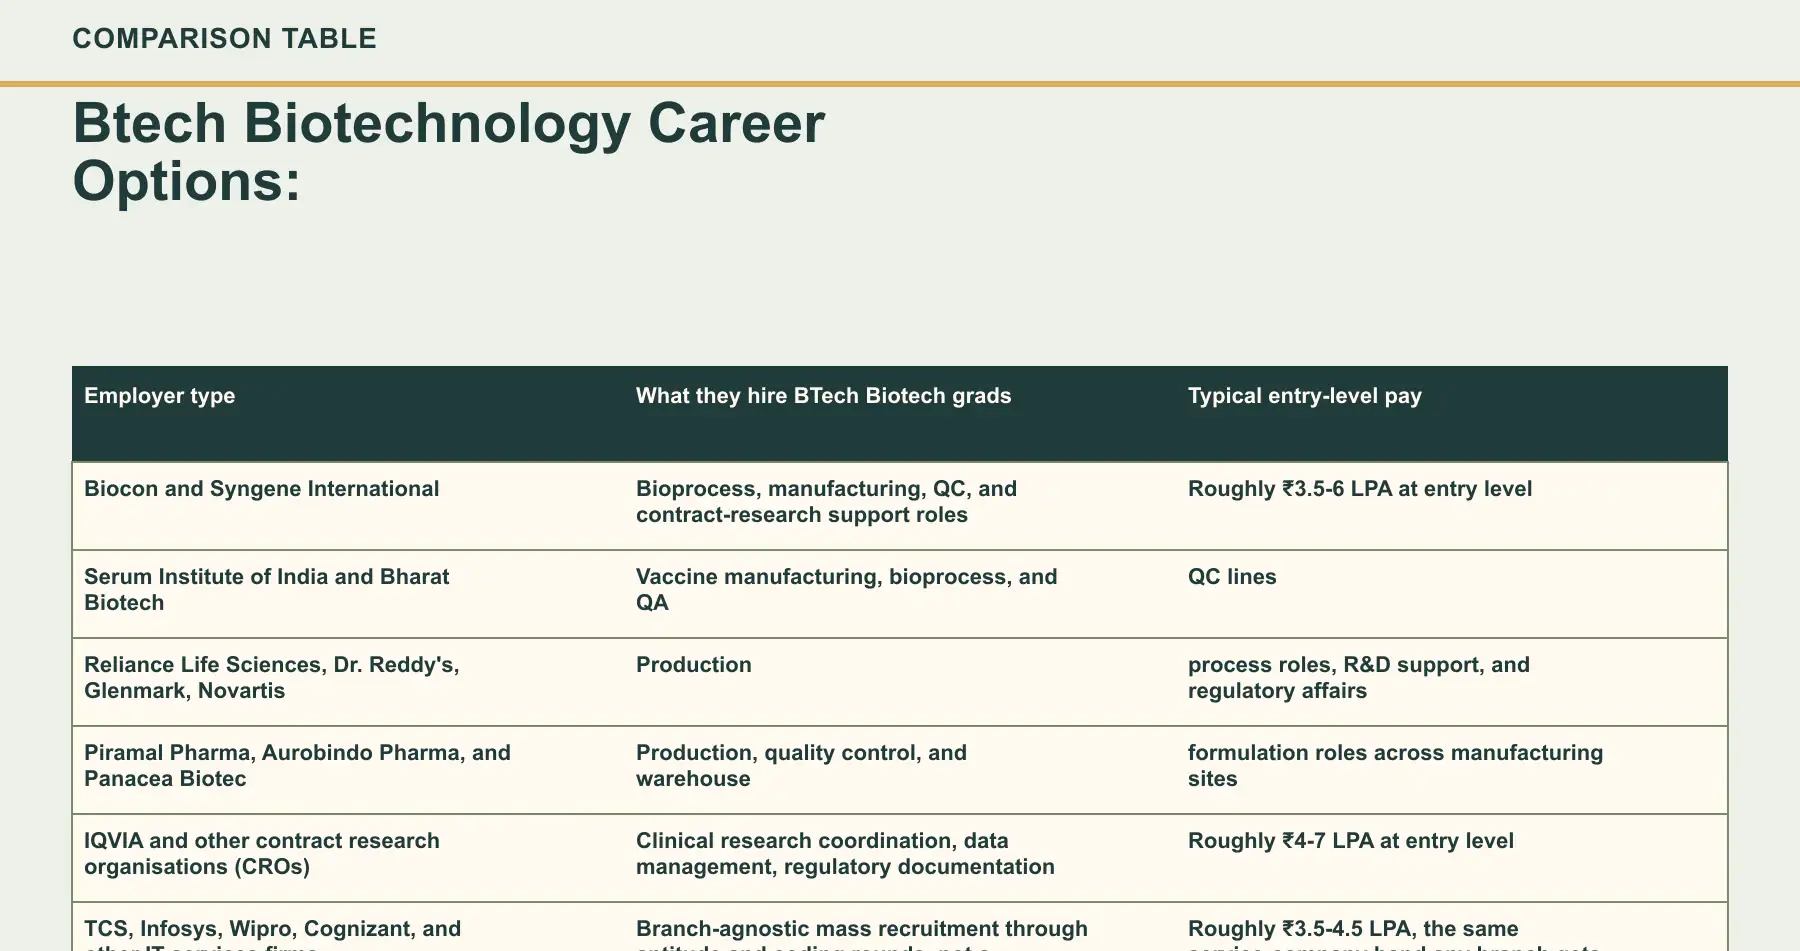 COMPARISON TABLE
Btech Biotechnology Career
Options:
Employer type
What they hire BTech Biotech grads
Typical entry-level pay
Biocon and Syngene International
Bioprocess, manufacturing, QC, and
contract-research support roles
Roughly ₹3.5-6 LPA at entry level
Serum Institute of India and Bharat
Biotech
Vaccine manufacturing, bioprocess, and
QA
QC lines
Reliance Life Sciences, Dr. Reddy's,
Glenmark, Novartis
Production
process roles, R&D support, and
regulatory affairs
Piramal Pharma, Aurobindo Pharma, and
Panacea Biotec
Production, quality control, and
warehouse
formulation roles across manufacturing
sites
IQVIA and other contract research
organisations (CROs)
Clinical research coordination, data
management, regulatory documentation
Roughly ₹4-7 LPA at entry level
TCS, Infosys, Wipro, Cognizant, and
Branch-agnostic mass recruitment through
Roughly ₹3.5-4.5 LPA, the same